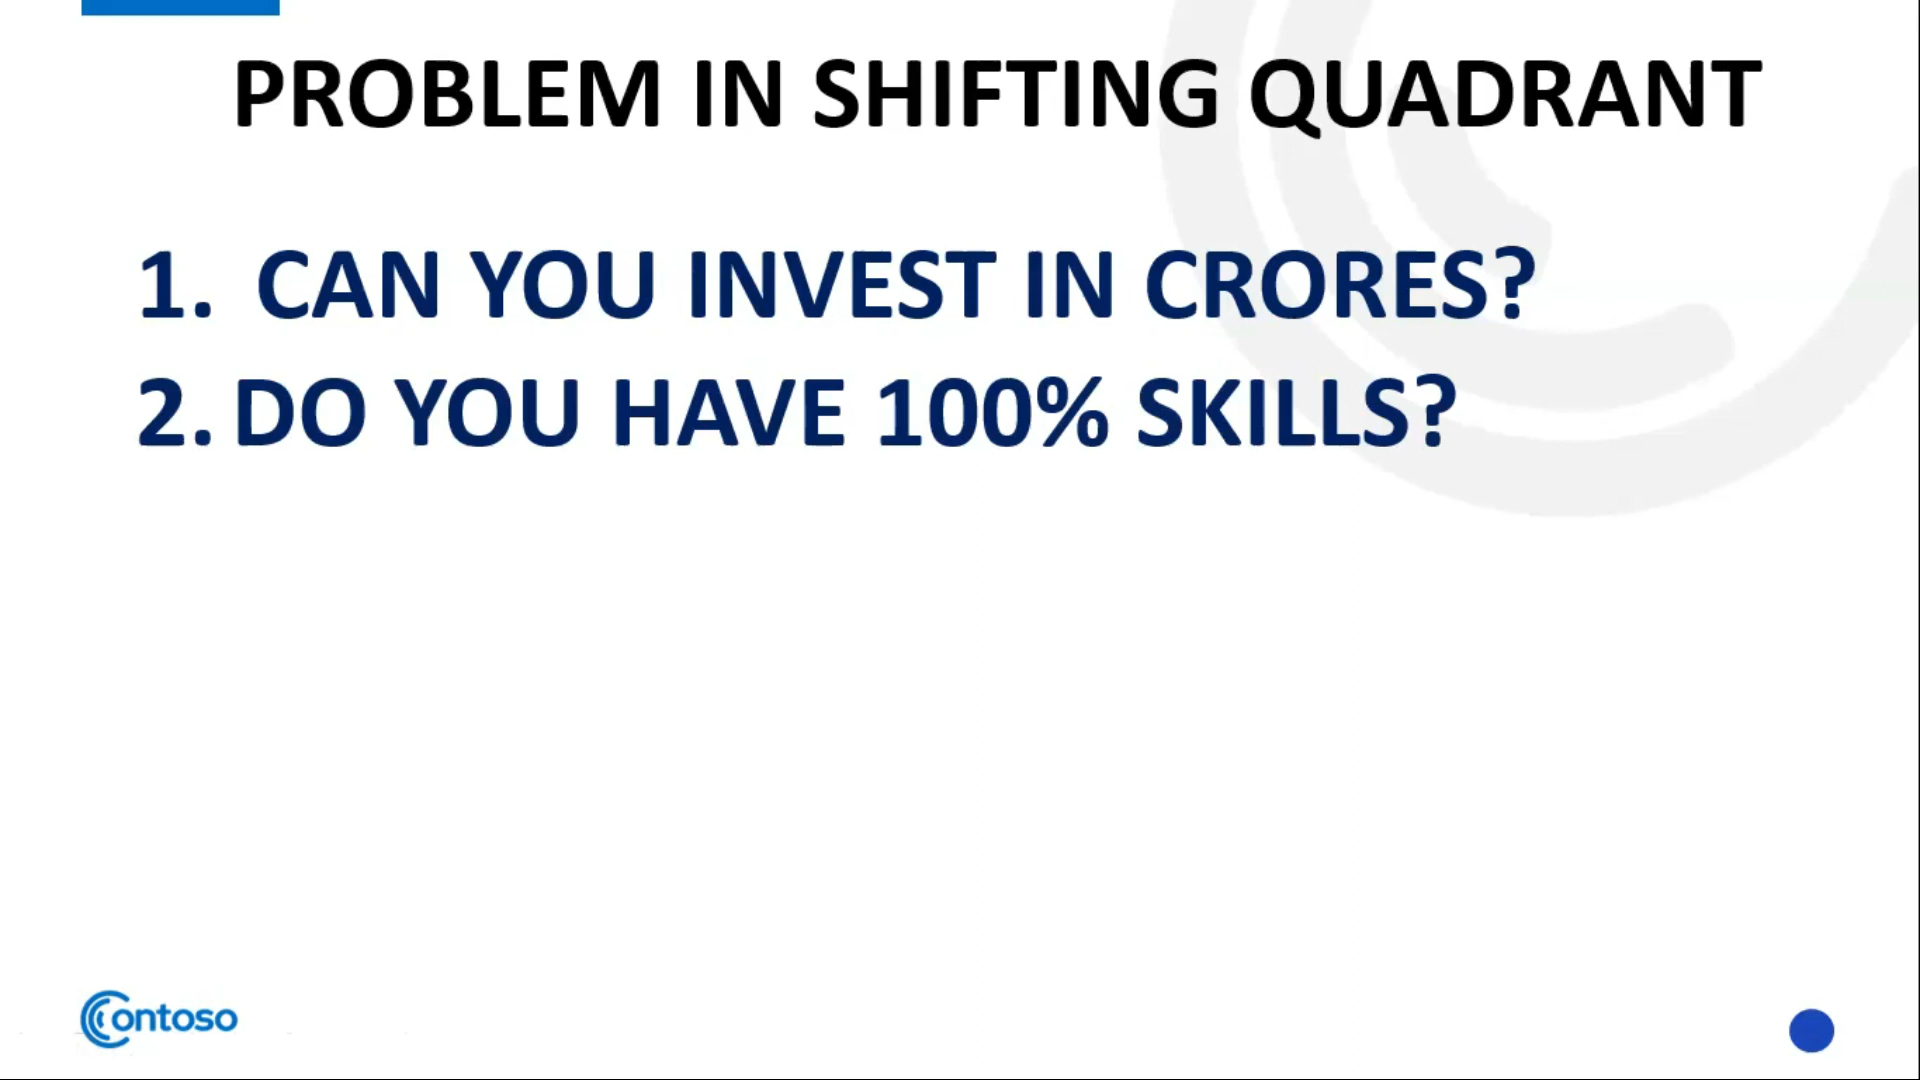 PROBLEM IN SHIFTING QUADRANT
1. CAN YOU INVEST IN CRORES?
2. DO YOU HAVE 100% SKILLS?
Contoso